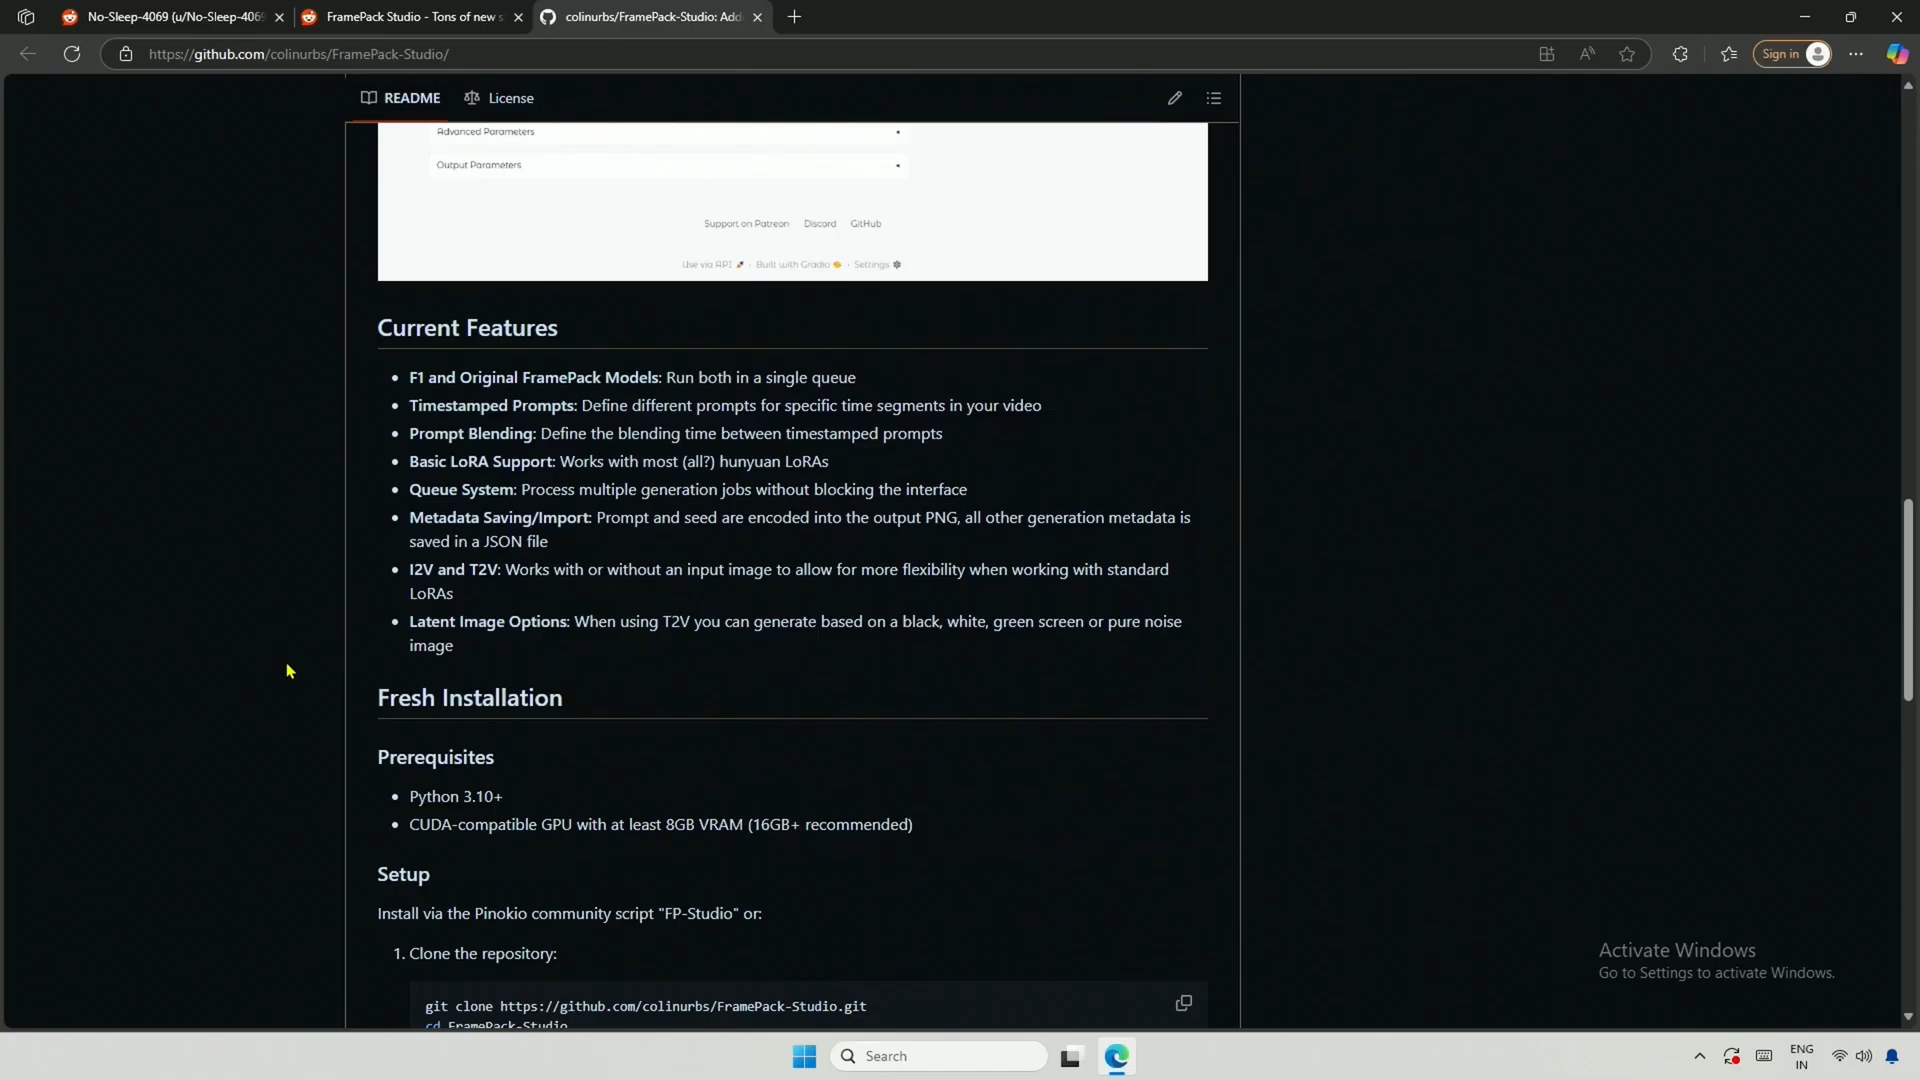 No-Sleep-4069 (u/No-Sleep-4069
FramePack Studio - Tons of new s
colinurbs/FramePack-Studio: Add
https://github.com/colinurbs/FramePack-Studio/
Sign in
README
License
Advanced Parameters
Output Parameters
Support on Patreon Discord GitHub
Use via API · Built with Gradio · Settings
Current Features
• F1 and Original FramePack Models: Run both in a single queue
• Timestamped Prompts: Define different prompts for specific time segments in your video
• Prompt Blending: Define the blending time between timestamped prompts
• Basic LoRA Support: Works with most (all?) hunyuan LoRAs
• Queue System: Process multiple generation jobs without blocking the interface
• Metadata Saving/Import: Prompt and seed are encoded into the output PNG, all other generation metadata is
saved in a JSON file
• I2V and T2V: Works with or without an input image to allow for more flexibility when working with standard
LoRAs
• Latent Image Options: When using T2V you can generate based on a black, white, green screen or pure noise
image
Fresh Installation
Prerequisites
• Python 3.10+
• CUDA-compatible GPU with at least 8GB VRAM (16GB+ recommended)
Setup
Install via the Pinokio community script "FP-Studio" or:
1. Clone the repository:
git clone https://github.com/colinurbs/FramePack-Studio.git
cd FramePack-Studio
Activate Windows
Go to Settings to activate Windows.
Search
ENG
IN